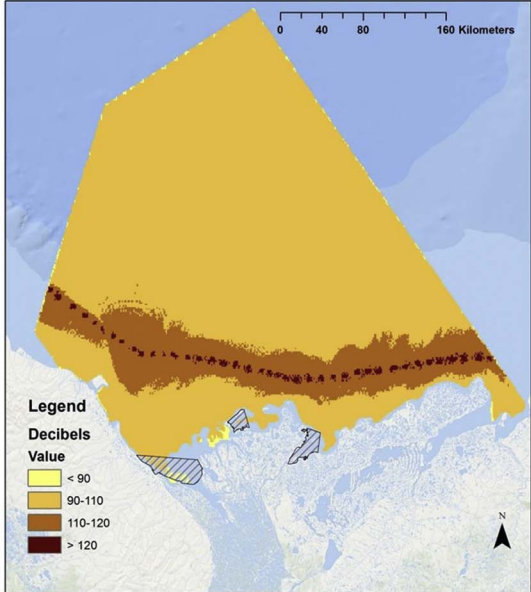 0 40 80 160 Kilometers
Legend
Decibels
Value
< 90
90-110
110-120
> 120
N